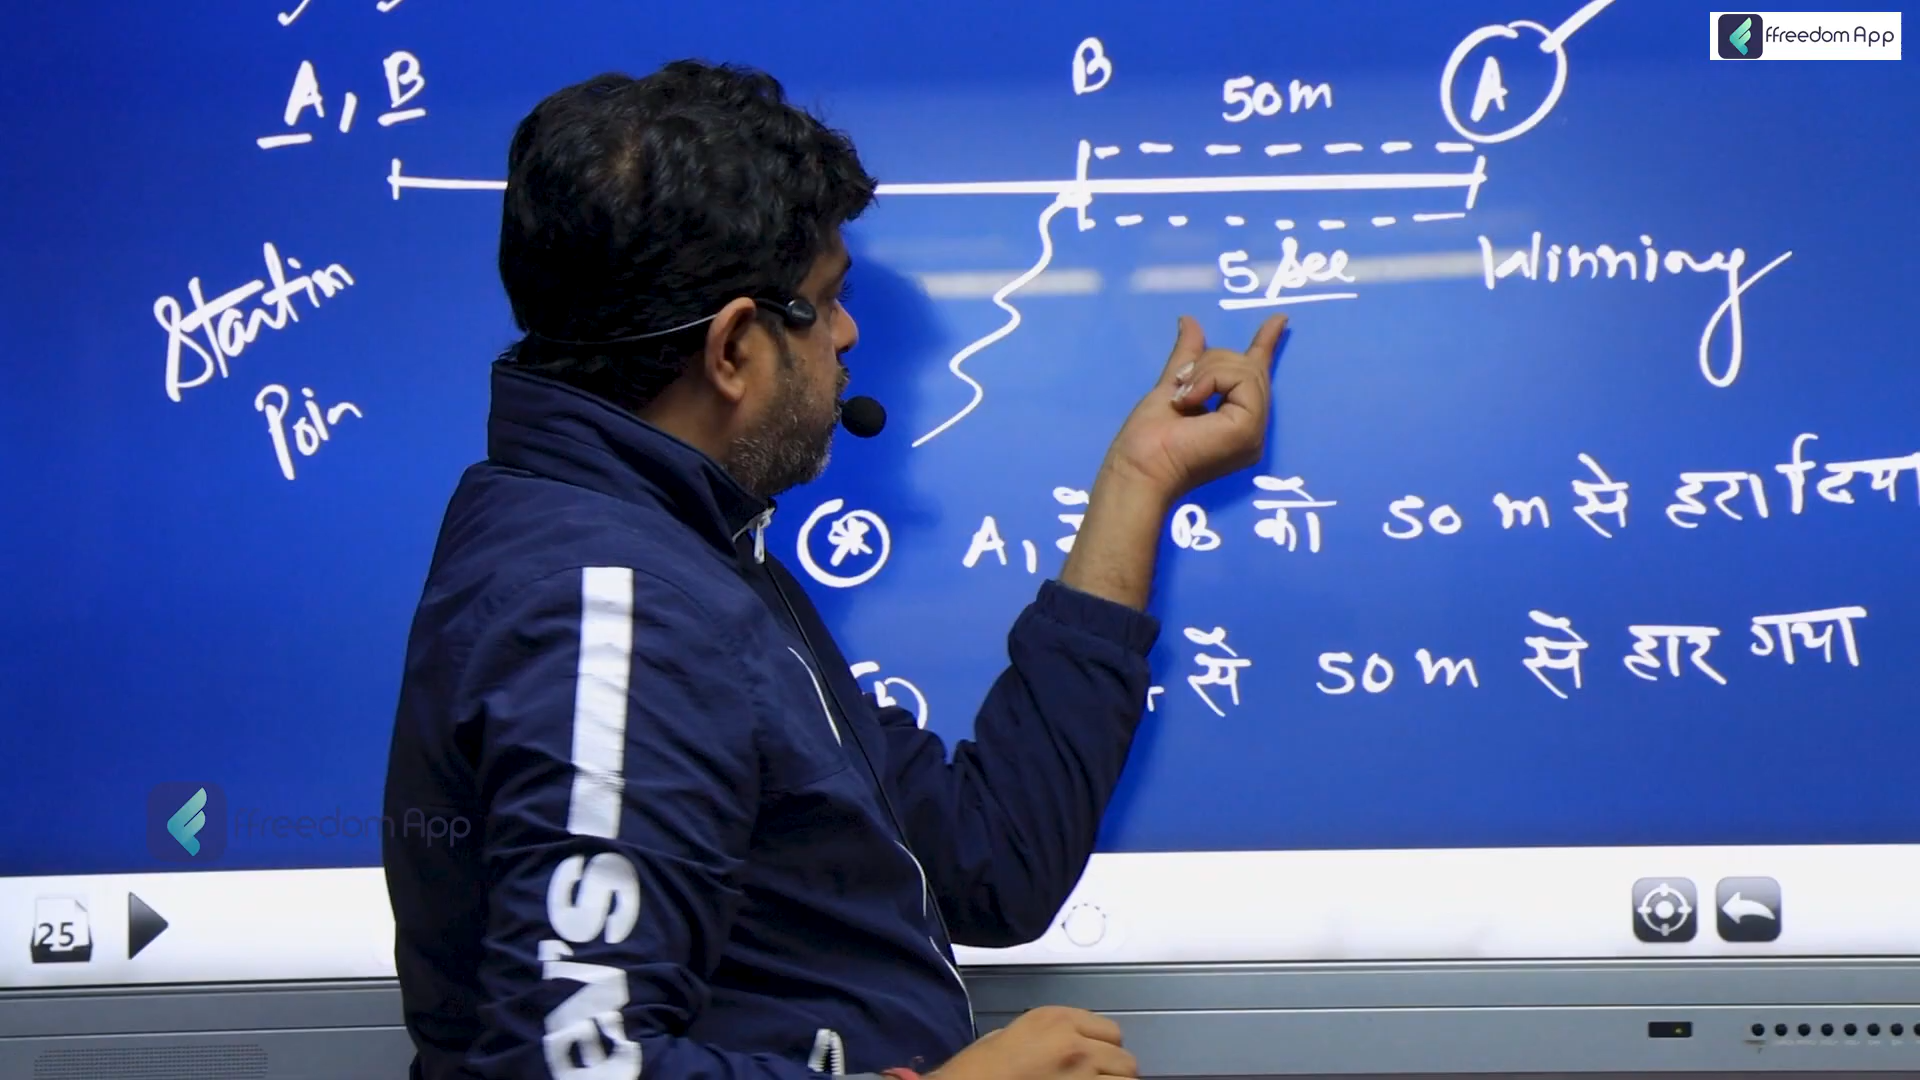 ffreedom App
A, B
B
50m
A
Startin
Poin
5 sec
Winning
A, B को 50 m से हरा दिया
से 50 m से हार गया
ffreedom App
25